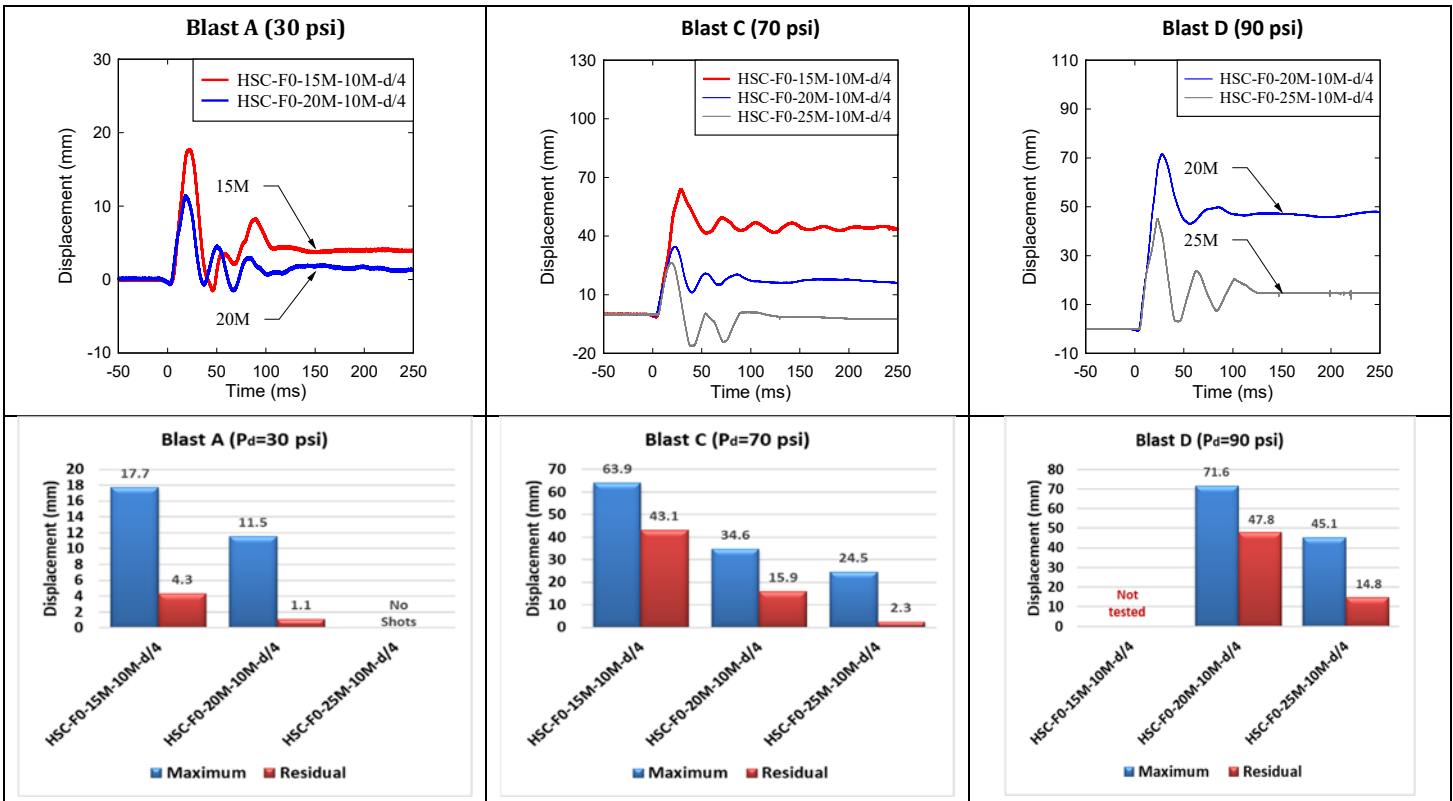 Blast A (30 psi)
30
20
10
0
-10
Displacement (mm)
HSC-F0-15M-10M-d/4
HSC-F0-20M-10M-d/4
15M
20M
-50 0 50 100 150 200 250
Time (ms)
Blast C (70 psi)
130
100
70
40
10
-20
Displacement (mm)
HSC-F0-15M-10M-d/4
HSC-F0-20M-10M-d/4
HSC-F0-25M-10M-d/4
-50 0 50 100 150 200 250
Time (ms)
Blast D (90 psi)
110
90
70
50
30
10
-10
Displacement (mm)
HSC-F0-20M-10M-d/4
HSC-F0-25M-10M-d/4
20M
25M
-50 0 50 100 150 200 250
Time (ms)
Blast A (Pd=30 psi)
20
18
16
14
12
10
8
6
4
2
0
Displacement (mm)
17.7
4.3
11.5
1.1
No
Shots
HSC-F0-15M-10M-d/4
HSC-F0-20M-10M-d/4
HSC-F0-25M-10M-d/4
Maximum Residual
Blast C (Pd=70 psi)
70
60
50
40
30
20
10
0
Displacement (mm)
63.9
43.1
34.6
15.9
24.5
2.3
HSC-F0-15M-10M-d/4
HSC-F0-20M-10M-d/4
HSC-F0-25M-10M-d/4
Maximum Residual
Blast D (Pd=90 psi)
80
70
60
50
40
30
20
10
0
Displacement (mm)
Not
tested
71.6
47.8
45.1
14.8
HSC-F0-15M-10M-d/4
HSC-F0-20M-10M-d/4
HSC-F0-25M-10M-d/4
Maximum Residual